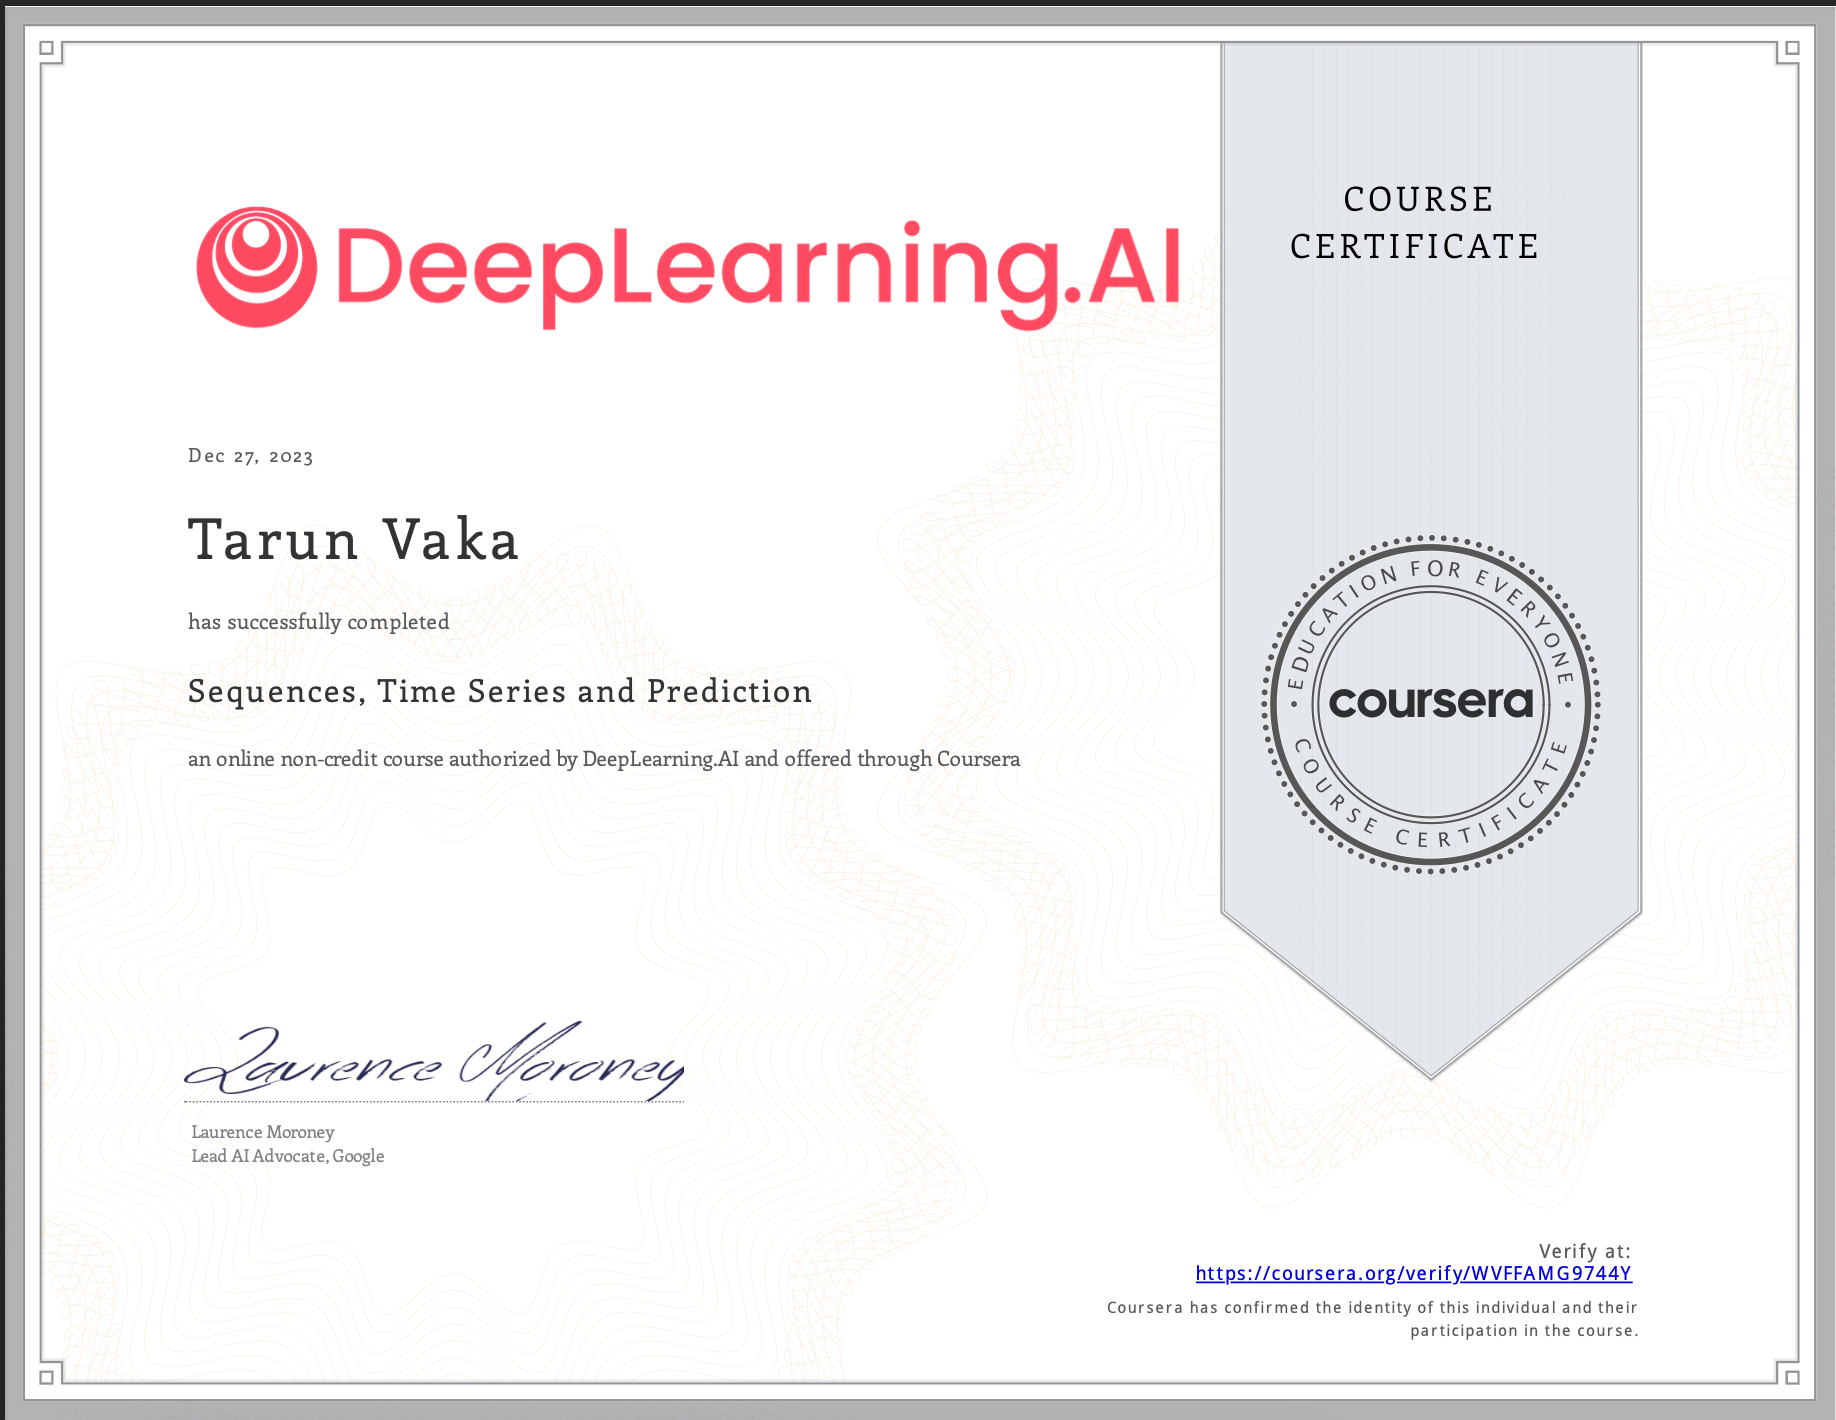 DeepLearning.AI
COURSE
CERTIFICATE
Dec 27, 2023
Tarun Vaka
has successfully completed
Sequences, Time Series and Prediction
an online non-credit course authorized by DeepLearning.AI and offered through Coursera
EDUCATION FOR EVERYONE
coursera
COURSE CERTIFICATE
Laurence Moroney
Laurence Moroney
Lead AI Advocate, Google
Verify at:
https://coursera.org/verify/WVFFAMG9744Y
Coursera has confirmed the identity of this individual and their
participation in the course.